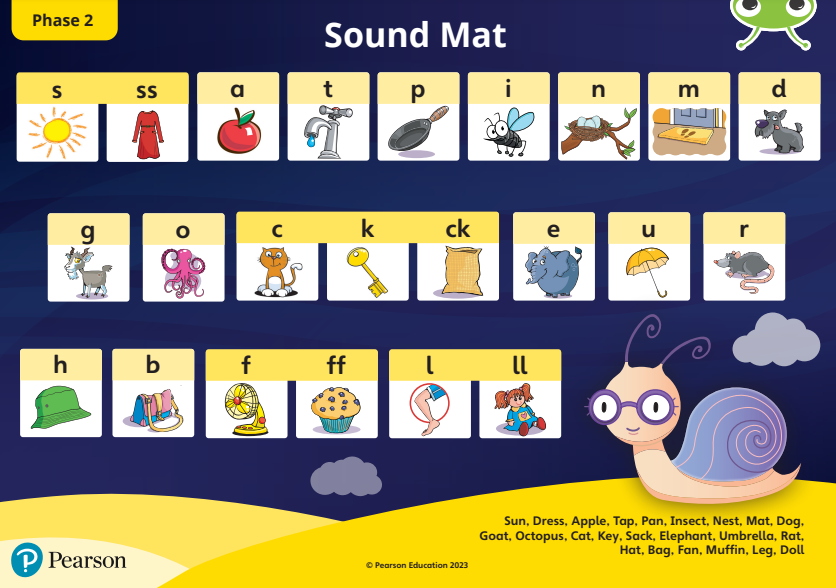 Phase 2
Sound Mat
s ss a t p i n m d
g o c k ck e u r
h b f ff l ll
Sun, Dress, Apple, Tap, Pan, Insect, Nest, Mat, Dog,
Goat, Octopus, Cat, Key, Sack, Elephant, Umbrella, Rat,
Hat, Bag, Fan, Muffin, Leg, Doll
Pearson
© Pearson Education 2023